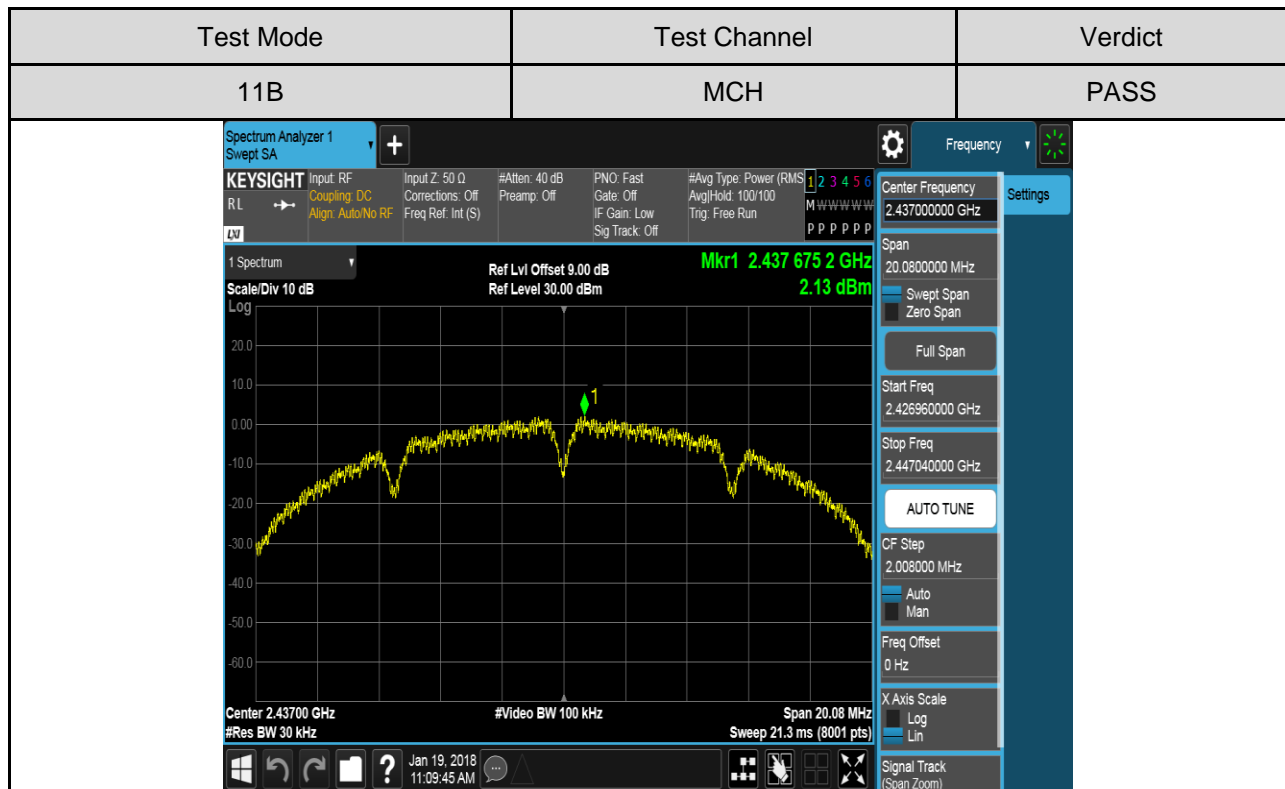 Test Mode Test Channel Verdict
11B MCH PASS
Spectrum Analyzer 1
Swept SA
+
Frequency
KEYSIGHT
R L
LXI
Input: RF
Coupling: DC
Align: Auto/No RF
Input Z: 50 Ω
Corrections: Off
Freq Ref: Int (S)
#Atten: 40 dB
Preamp: Off
PNO: Fast
Gate: Off
IF Gain: Low
Sig Track: Off
#Avg Type: Power (RMS
Avg|Hold: 100/100
Trig: Free Run
1 2 3 4 5 6
M W W W W W
P P P P P P
1 Spectrum
Scale/Div 10 dB
Ref Lvl Offset 9.00 dB
Ref Level 30.00 dBm
Mkr1 2.437 675 2 GHz
2.13 dBm
Log
20.0
10.0
0.00
-10.0
-20.0
-30.0
-40.0
-50.0
-60.0
1
Center 2.43700 GHz
#Res BW 30 kHz
#Video BW 100 kHz
Span 20.08 MHz
Sweep 21.3 ms (8001 pts)
Center Frequency
2.437000000 GHz
Settings
Span
20.0800000 MHz
Swept Span
Zero Span
Full Span
Start Freq
2.426960000 GHz
Stop Freq
2.447040000 GHz
AUTO TUNE
CF Step
2.008000 MHz
Auto
Man
Freq Offset
0 Hz
X Axis Scale
Log
Lin
Signal Track
(Span Zoom)
?
Jan 19, 2018
11:09:45 AM